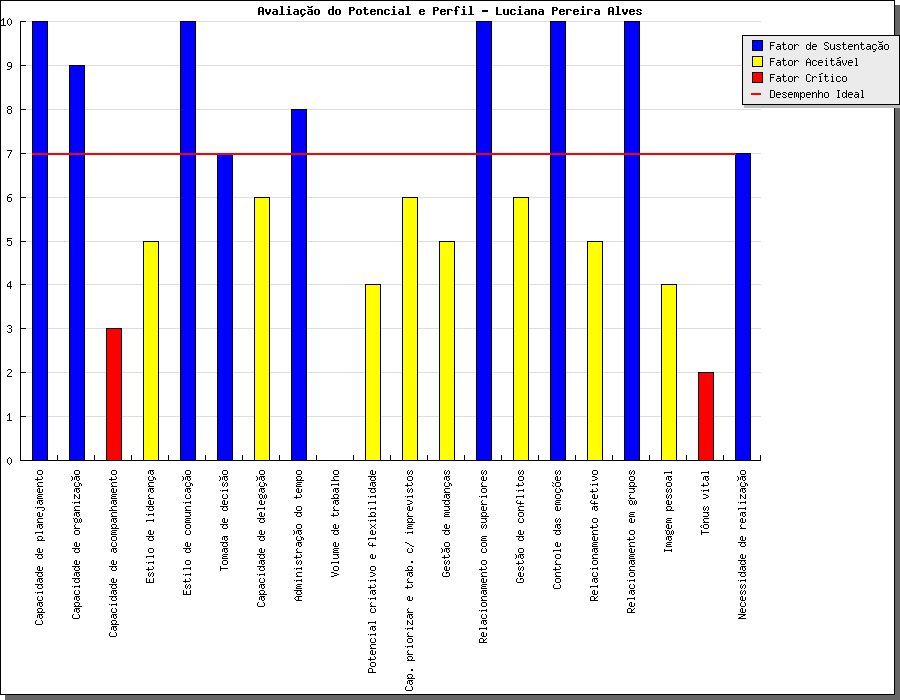 Avaliação do Potencial e Perfil - Luciana Pereira Alves
Fator de Sustentação
Fator Aceitável
Fator Crítico
Desempenho Ideal
10
9
8
7
6
5
4
3
2
1
0
Capacidade de planejamento
Capacidade de organização
Capacidade de acompanhamento
Estilo de liderança
Estilo de comunicação
Tomada de decisão
Capacidade de delegação
Administração do tempo
Volume de trabalho
Potencial criativo e flexibilidade
Cap. priorizar e trab. c/ imprevistos
Gestão de mudanças
Relacionamento com superiores
Gestão de conflitos
Controle das emoções
Relacionamento afetivo
Relacionamento em grupos
Imagem pessoal
Tônus vital
Necessidade de realização